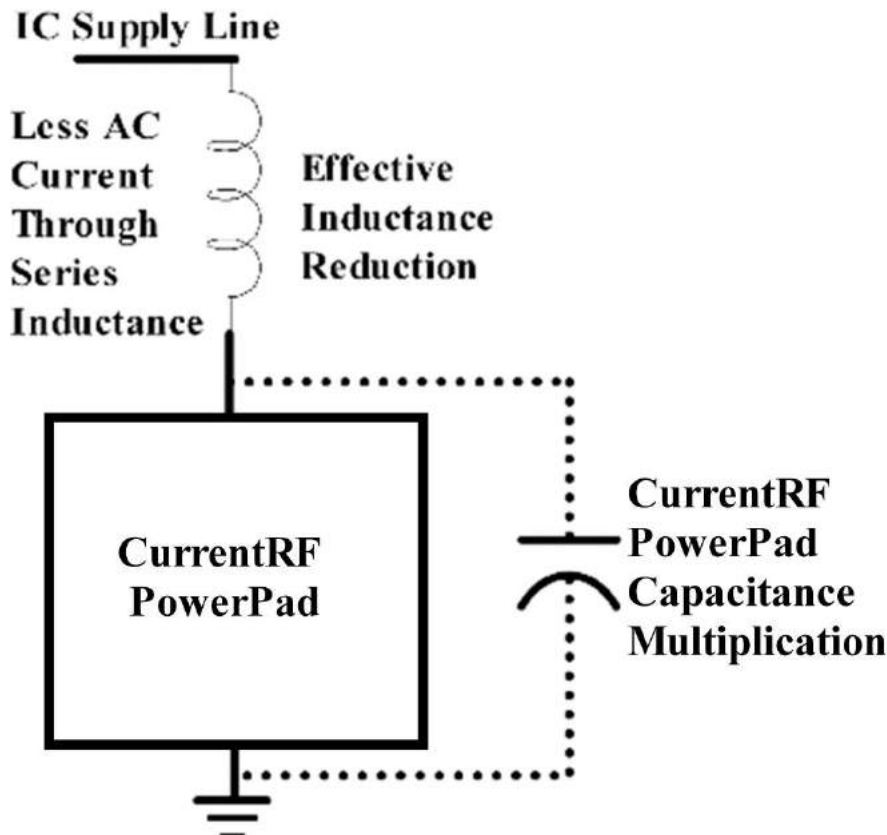 IC Supply Line
Less AC
Current
Through
Series
Inductance
Effective
Inductance
Reduction
CurrentRF
PowerPad
CurrentRF
PowerPad
Capacitance
Multiplication